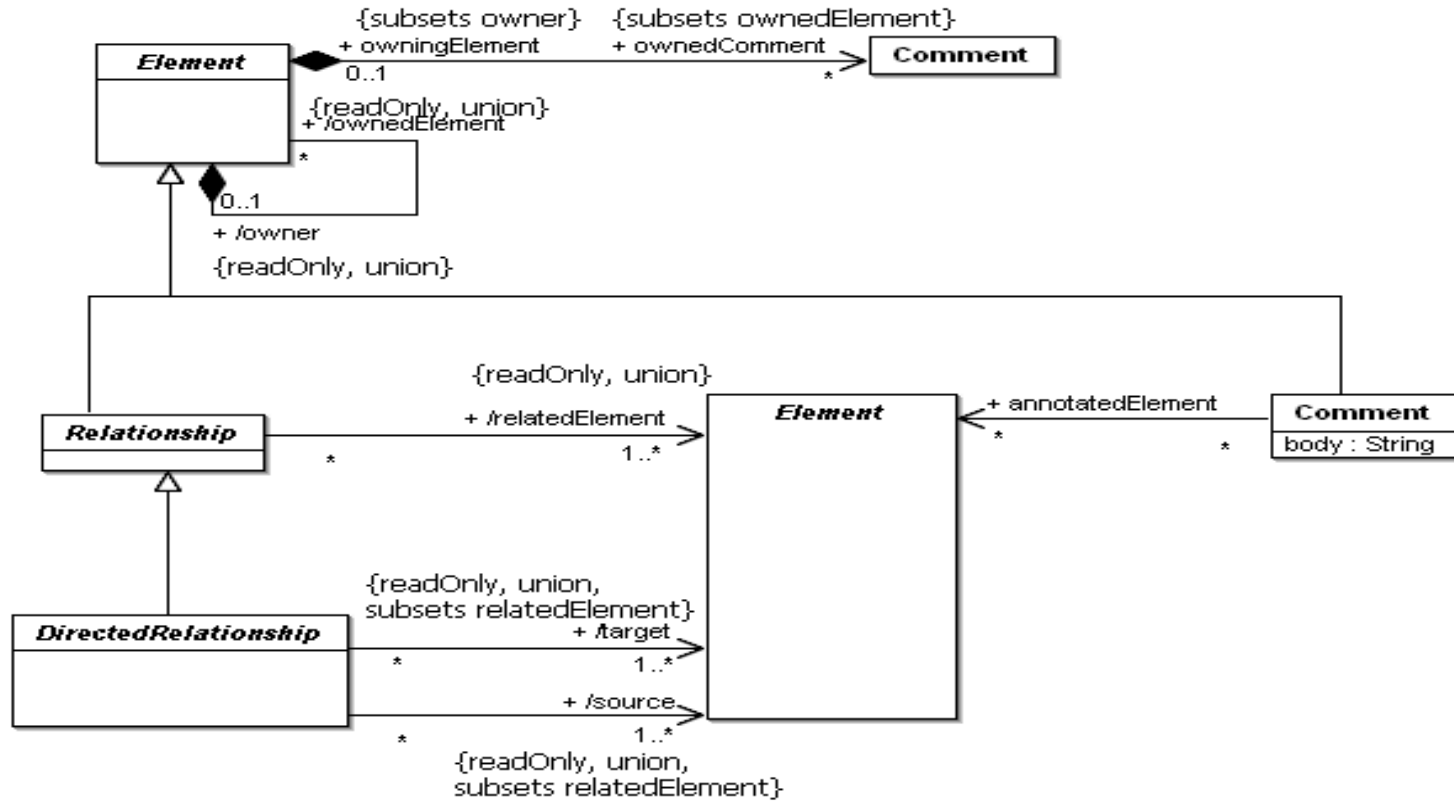 {subsets owner} {subsets ownedElement}
+ owningElement + ownedComment
Element
Comment
0..1 *
{readOnly, union}
+ /ownedElement
*
0..1
+ /owner
{readOnly, union}
{readOnly, union}
+ /relatedElement
Relationship
* 1..*
Element
+ annotatedElement
* *
Comment
body : String
{readOnly, union,
subsets relatedElement}
+ /target
DirectedRelationship
* 1..*
+ /source
* 1..*
{readOnly, union,
subsets relatedElement}